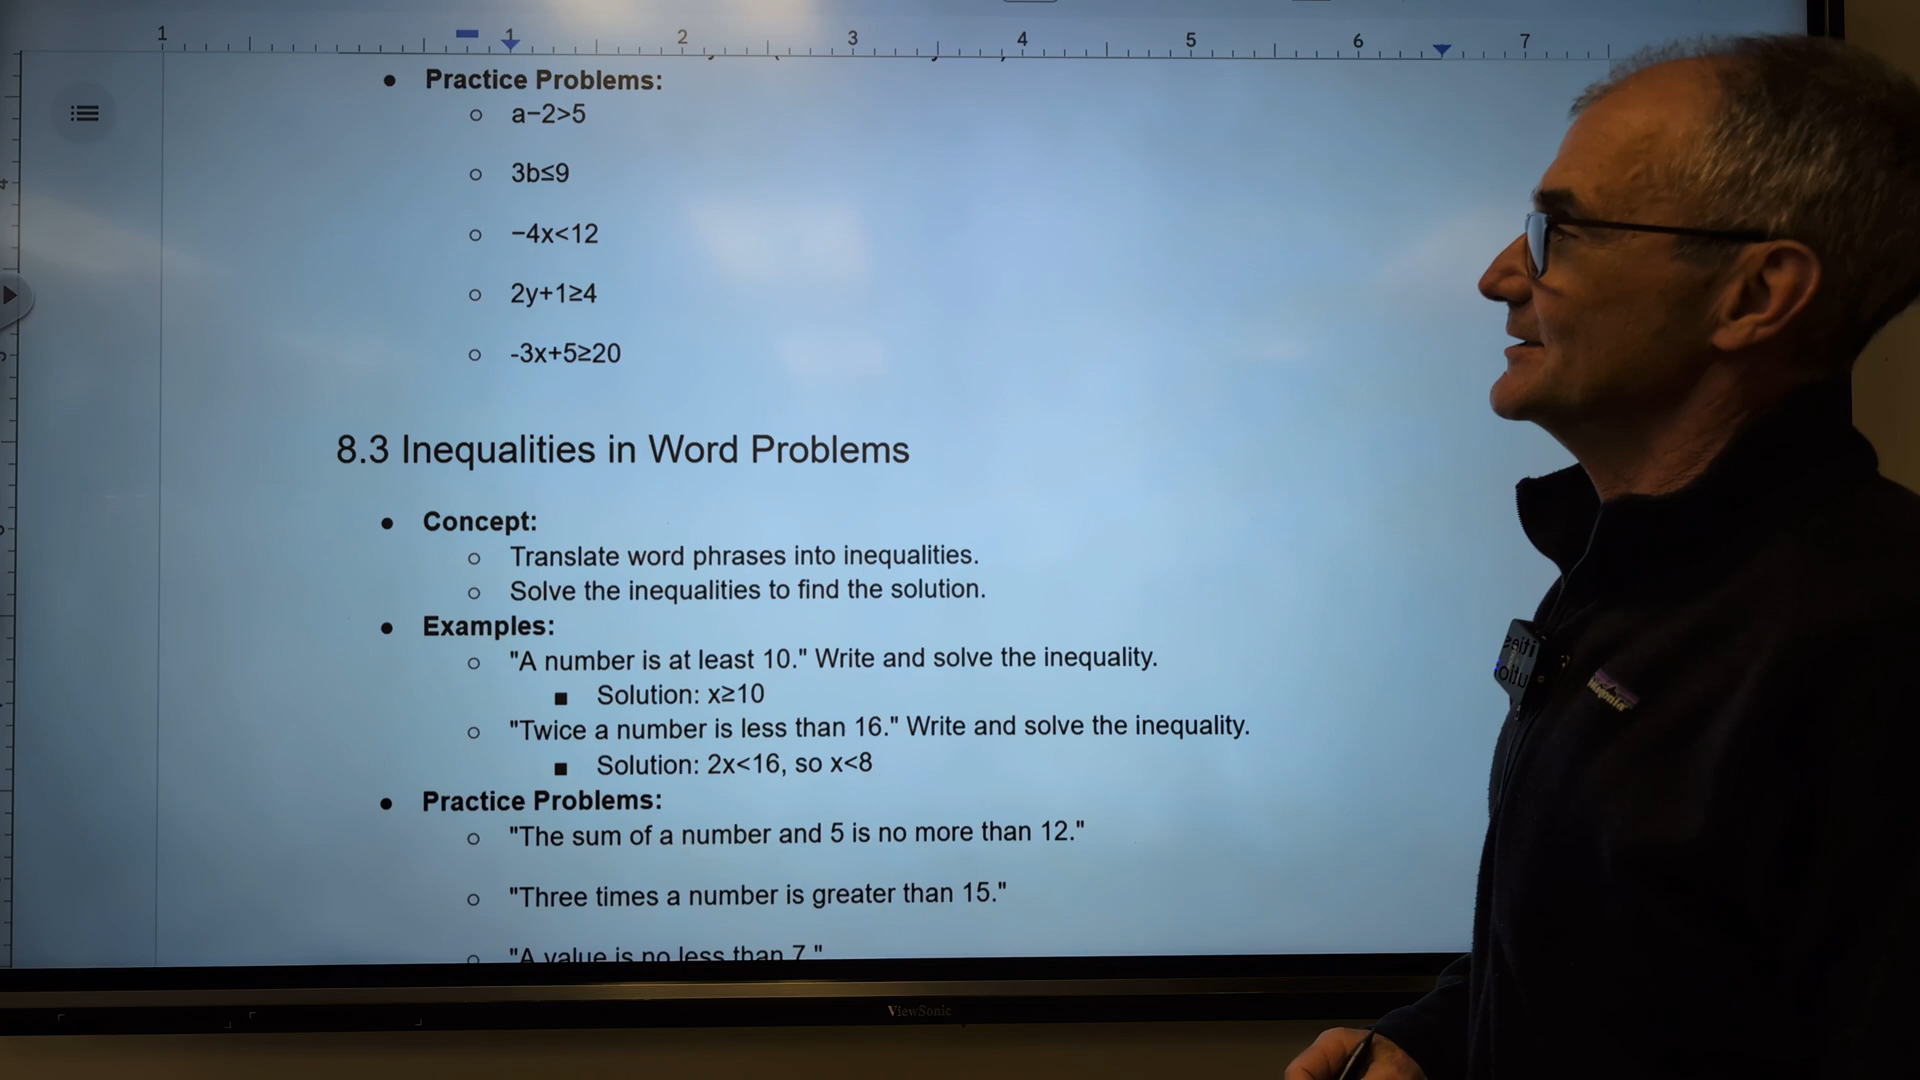 1 1 2 3 4 5 6 7
Practice Problems:
a−2>5
3b≤9
−4x<12
2y+1≥4
-3x+5≥20
8.3 Inequalities in Word Problems
Concept:
Translate word phrases into inequalities.
Solve the inequalities to find the solution.
Examples:
"A number is at least 10." Write and solve the inequality.
Solution: x≥10
"Twice a number is less than 16." Write and solve the inequality.
Solution: 2x<16, so x<8
Practice Problems:
"The sum of a number and 5 is no more than 12."
"Three times a number is greater than 15."
"A value is no less than 7."
ViewSonic
patagonia